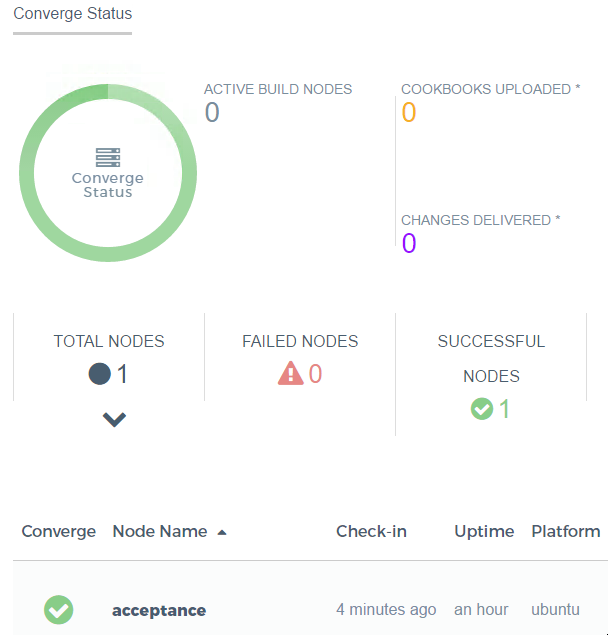 Converge Status
ACTIVE BUILD NODES
0
COOKBOOKS UPLOADED *
0
Converge
Status
CHANGES DELIVERED *
0
TOTAL NODES
1
FAILED NODES
0
SUCCESSFUL
NODES
1
Converge Node Name Check-in Uptime Platform
acceptance 4 minutes ago an hour ubuntu